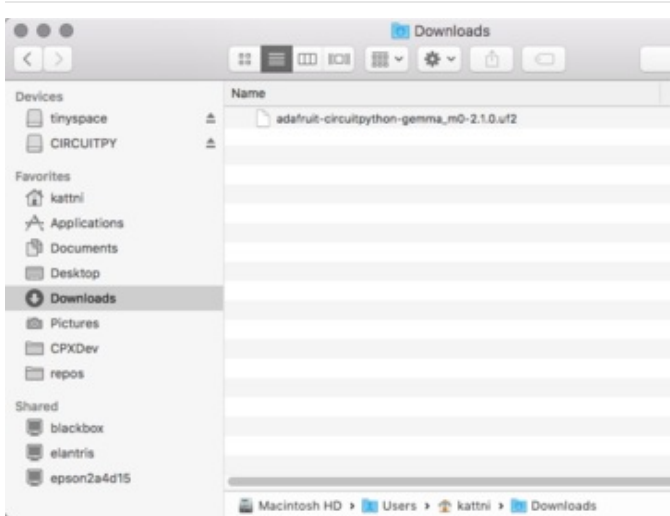 Downloads
Devices
tinyspace
CIRCUITPY
Favorites
kattni
Applications
Documents
Desktop
Downloads
Pictures
CPXDev
repos
Shared
blackbox
elantris
epson2a4d15
Name
adafruit-circuitpython-gemma_m0-2.1.0.uf2
Macintosh HD Users kattni Downloads